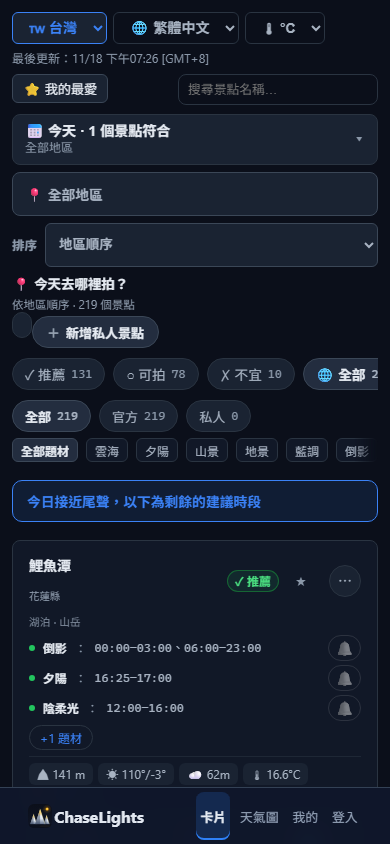 TW 台灣 繁體中文 °C
最後更新：11/18 下午07:26 [GMT+8]
我的最愛 搜尋景點名稱…
今天 · 1 個景點符合
全部地區
全部地區
排序 地區順序
今天去哪裡拍？
依地區順序 · 219 個景點
＋ 新增私人景點
✓ 推薦 131 ○ 可拍 78 ╳ 不宜 10 全部 2
全部 219 官方 219 私人 0
全部題材 雲海 夕陽 山景 地景 藍調 倒影
今日接近尾聲，以下為剩餘的建議時段
鯉魚潭
✓ 推薦 ★ ⋯
花蓮縣
湖泊 · 山岳
倒影 ： 00:00–03:00、06:00–23:00
夕陽 ： 16:25–17:00
陰柔光 ： 12:00–16:00
+1 題材
141 m 110°/-3° 62m 16.6°C
ChaseLights 卡片 天氣圖 我的 登入